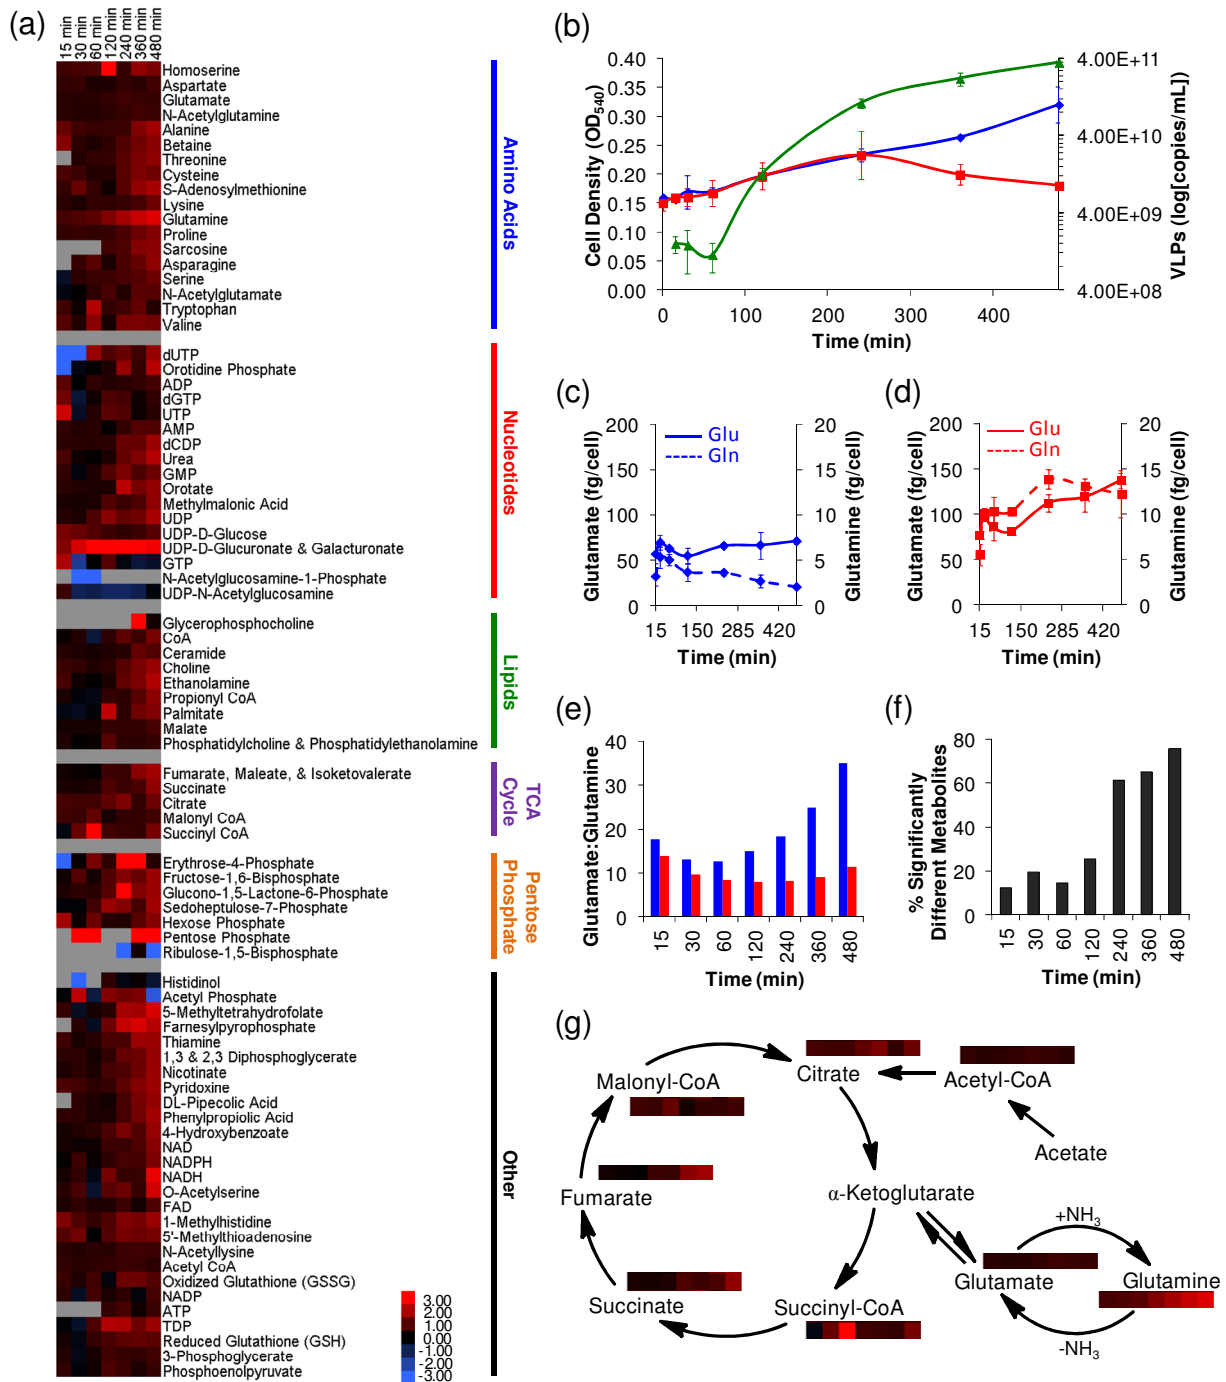 (a)
15 min
30 min
60 min
120 min
240 min
360 min
480 min
Homoserine
Aspartate
Glutamate
N-Acetylglutamine
Alanine
Betaine
Threonine
Cysteine
S-Adenosylmethionine
Lysine
Glutamine
Proline
Sarcosine
Asparagine
Serine
N-Acetylglutamate
Tryptophan
Valine
Amino Acids
dUTP
Orotidine Phosphate
ADP
dGTP
UTP
AMP
dCDP
Urea
GMP
Orotate
Methylmalonic Acid
UDP
UDP-D-Glucose
UDP-D-Glucuronate & Galacturonate
GTP
N-Acetylglucosamine-1-Phosphate
UDP-N-Acetylglucosamine
Nucleotides
Glycerophosphocholine
CoA
Ceramide
Choline
Ethanolamine
Propionyl CoA
Palmitate
Malate
Phosphatidylcholine & Phosphatidylethanolamine
Lipids
Fumarate, Maleate, & Isoketovalerate
Succinate
Citrate
Malonyl CoA
Succinyl CoA
TCA
Cycle
Erythrose-4-Phosphate
Fructose-1,6-Bisphosphate
Glucono-1,5-Lactone-6-Phosphate
Sedoheptulose-7-Phosphate
Hexose Phosphate
Pentose Phosphate
Ribulose-1,5-Bisphosphate
Pentose
Phosphate
Histidinol
Acetyl Phosphate
5-Methyltetrahydrofolate
Farnesylpyrophosphate
Thiamine
1,3 & 2,3 Diphosphoglycerate
Nicotinate
Pyridoxine
DL-Pipecolic Acid
Phenylpropiolic Acid
4-Hydroxybenzoate
NAD
NADPH
NADH
O-Acetylserine
FAD
1-Methylhistidine
5'-Methylthioadenosine
N-Acetyllysine
Acetyl CoA
Oxidized Glutathione (GSSG)
NADP
ATP
TDP
Reduced Glutathione (GSH)
3-Phosphoglycerate
Phosphoenolpyruvate
Other
3.00
2.00
1.00
0.00
-1.00
-2.00
-3.00
(b)
Cell Density (OD540)
0.40
0.35
0.30
0.25
0.20
0.15
0.10
0.05
0.00
4.00E+11
4.00E+10
4.00E+09
4.00E+08
VLPs (log[copies/mL])
0 100 200 300 400
Time (min)
(c)
Glutamate (fg/cell)
200
150
100
50
0
Glu
Gln
20
15
10
5
0
Glutamine (fg/cell)
15 150 285 420
Time (min)
(d)
Glutamate (fg/cell)
200
150
100
50
0
Glu
Gln
20
15
10
5
0
Glutamine (fg/cell)
15 150 285 420
Time (min)
(e)
Glutamate:Glutamine
40
30
20
10
0
15 30 60 120 240 360 480
Time (min)
(f)
% Significantly
Different Metabolites
80
60
40
20
0
15 30 60 120 240 360 480
Time (min)
(g)
Malonyl-CoA
Citrate
Acetyl-CoA
Acetate
Fumarate
α-Ketoglutarate
+NH3
Glutamate
Glutamine
Succinate
Succinyl-CoA
-NH3